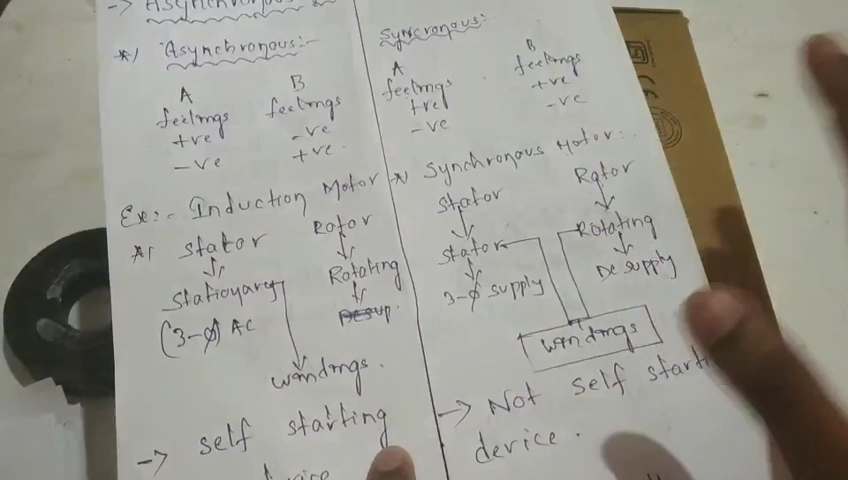 -> Asynchronous
*/ Asynchronous:-
A B
feelings feelings
+ve -ve
-ve +ve
Ex:- Induction Motor
*/ stator Rotor
stationary Rotating
(3-φ) AC
windings.
-> self starting
Syncronous:
A B
feelings feelings
+ve +ve
-ve -ve
*/ Synchronous Motor:-
Stator Rotor
Stator Rotating
3-φ supply DC supply
windings
-> Not self starting
device.